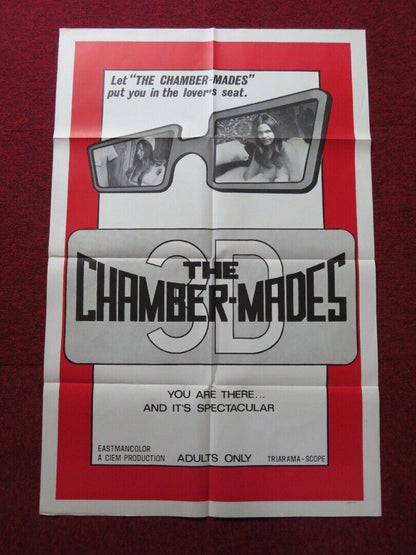 Let "THE CHAMBER-MADES"
put you in the lover's seat.
3D
THE
CHAMBER-MADES
YOU ARE THERE...
AND IT'S SPECTACULAR
EASTMANCOLOR
A CIEM PRODUCTION
ADULTS ONLY
TRIARAMA-SCOPE